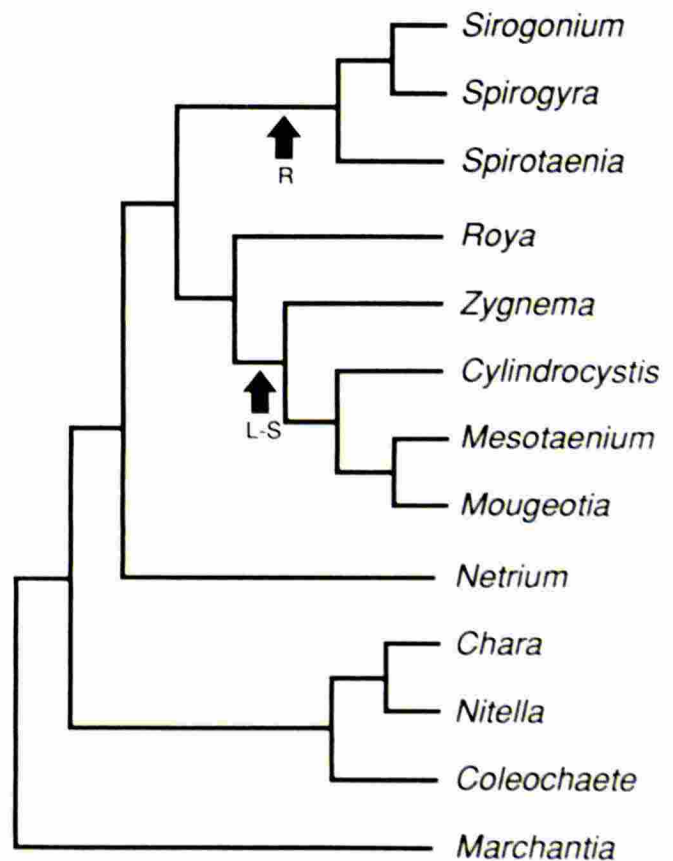 Sirogonium
Spirogyra
Spirotaenia
R
Roya
Zygnema
Cylindrocystis
L-S
Mesotaenium
Mougeotia
Netrium
Chara
Nitella
Coleochaete
Marchantia